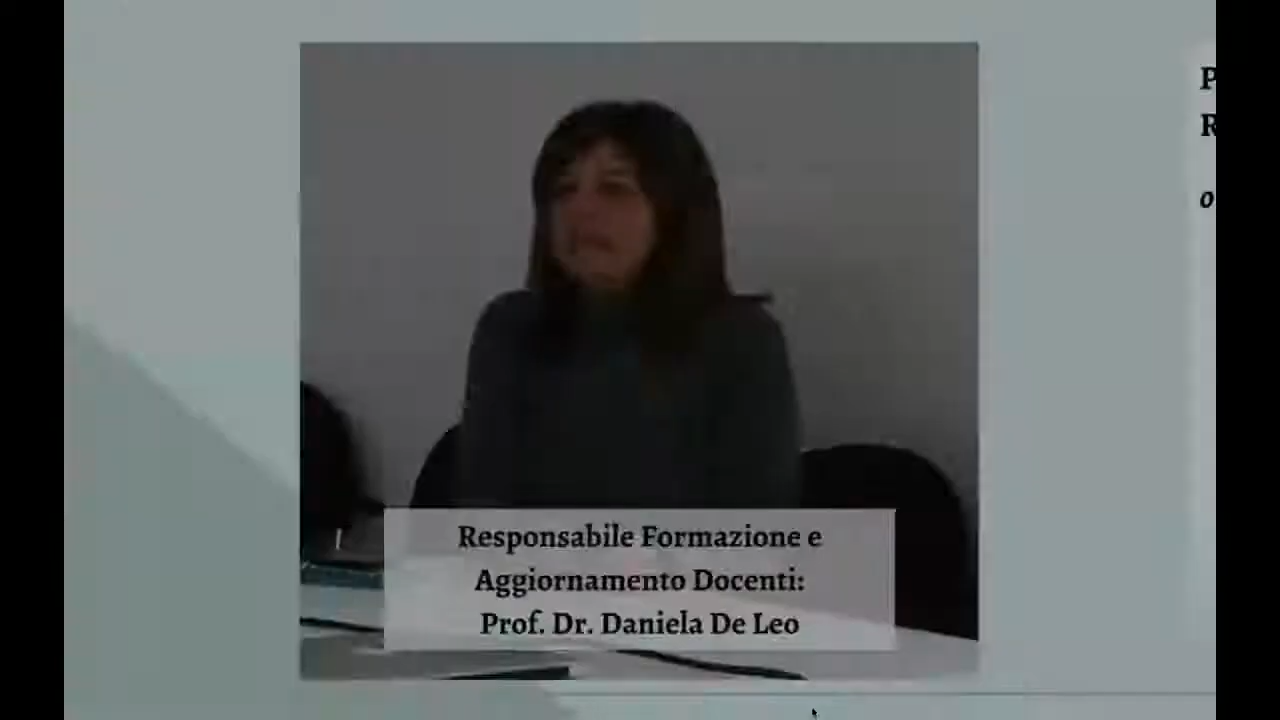 Responsabile Formazione e
Aggiornamento Docenti:
Prof. Dr. Daniela De Leo